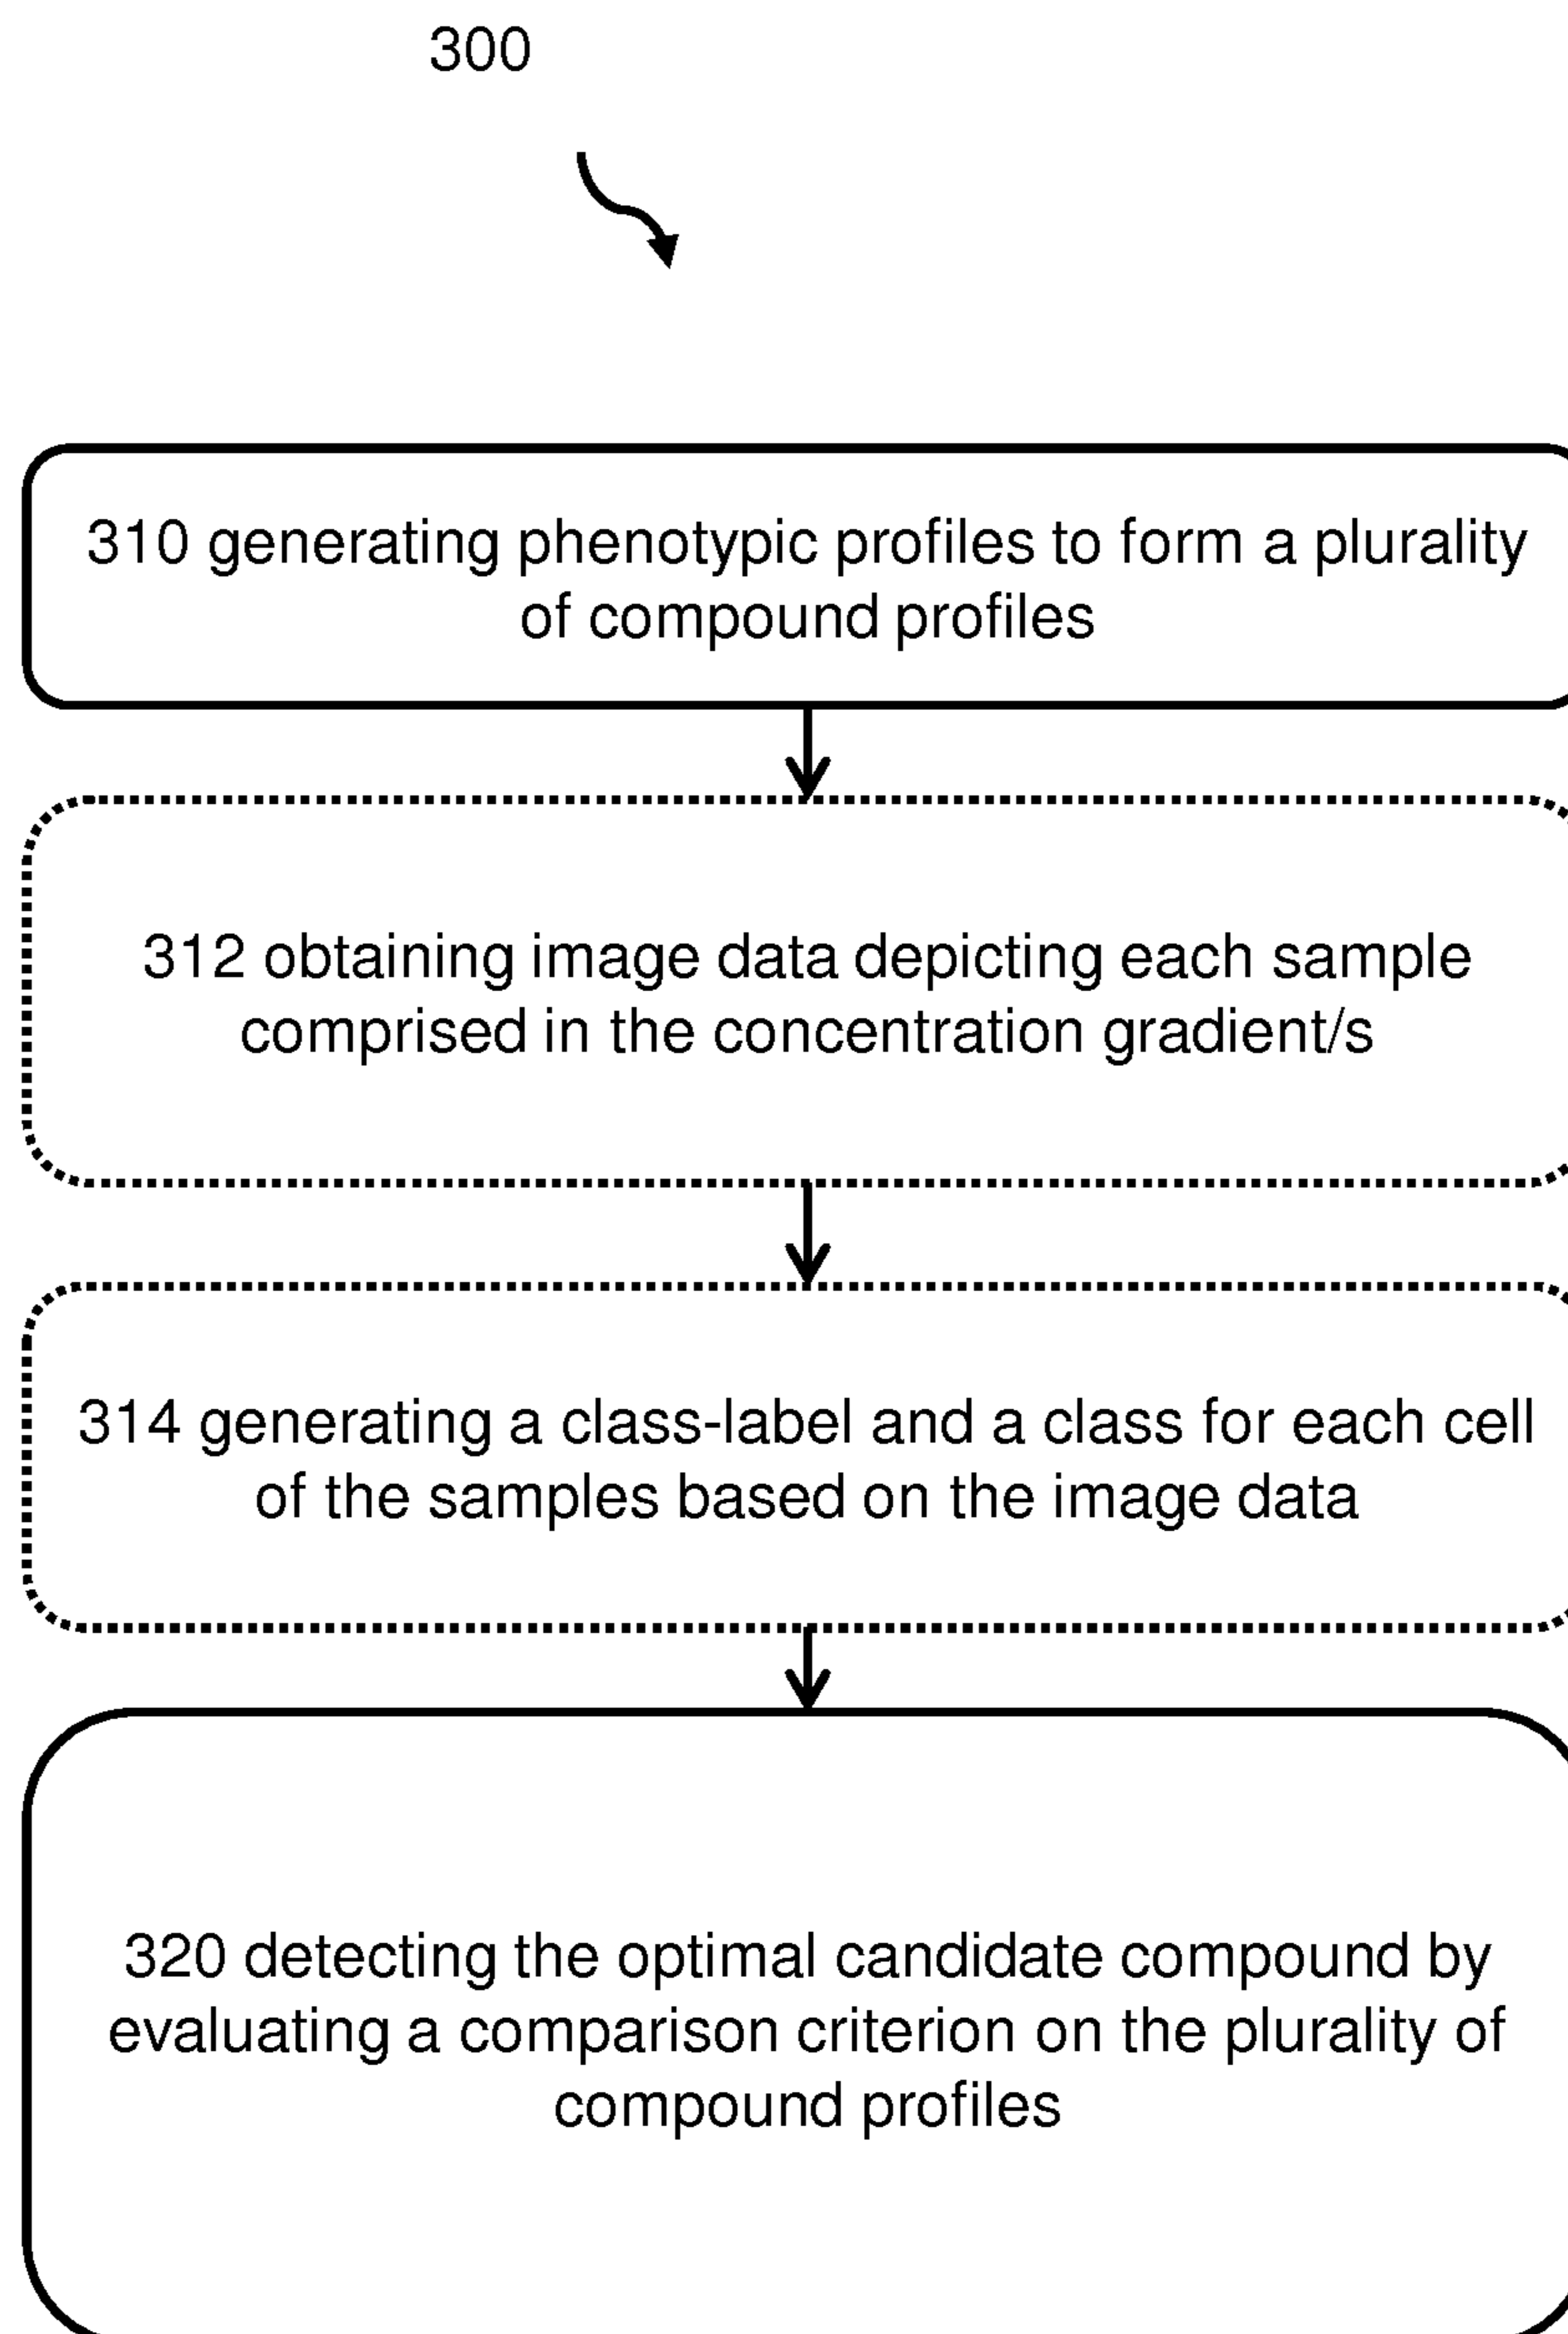 300
310 generating phenotypic profiles to form a plurality
of compound profiles
312 obtaining image data depicting each sample
comprised in the concentration gradient/s
314 generating a class-label and a class for each cell
of the samples based on the image data
320 detecting the optimal candidate compound by
evaluating a comparison criterion on the plurality of
compound profiles